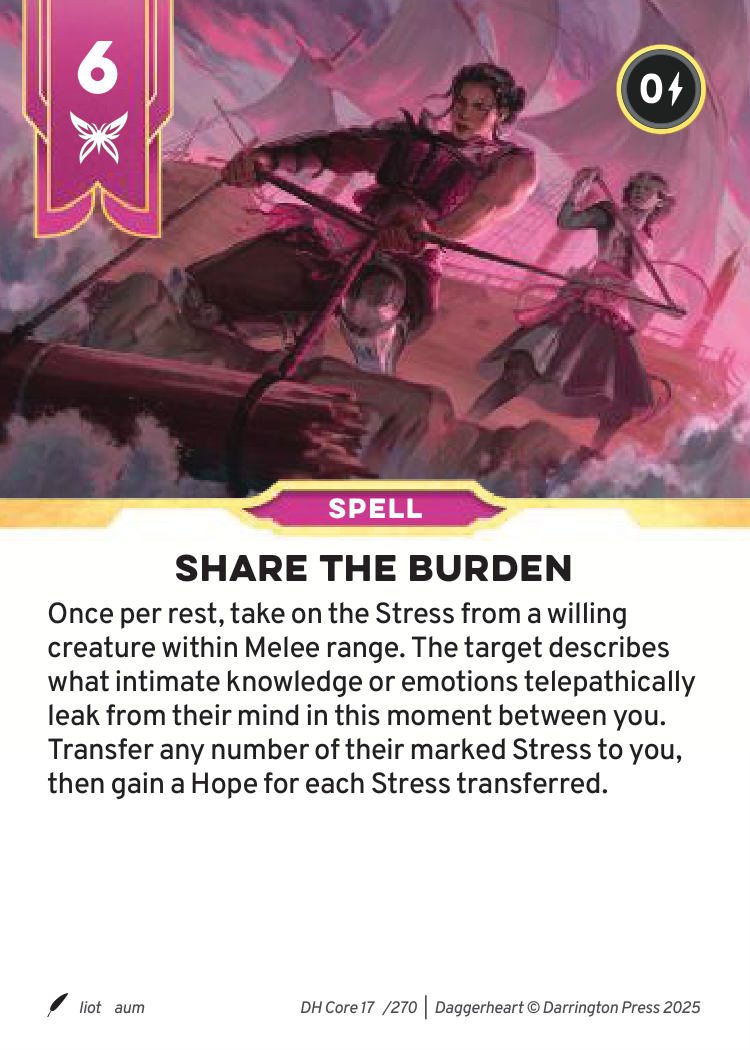 6
0
SPELL
SHARE THE BURDEN
Once per rest, take on the Stress from a willing
creature within Melee range. The target describes
what intimate knowledge or emotions telepathically
leak from their mind in this moment between you.
Transfer any number of their marked Stress to you,
then gain a Hope for each Stress transferred.
liot aum
DH Core 17 /270 | Daggerheart © Darrington Press 2025